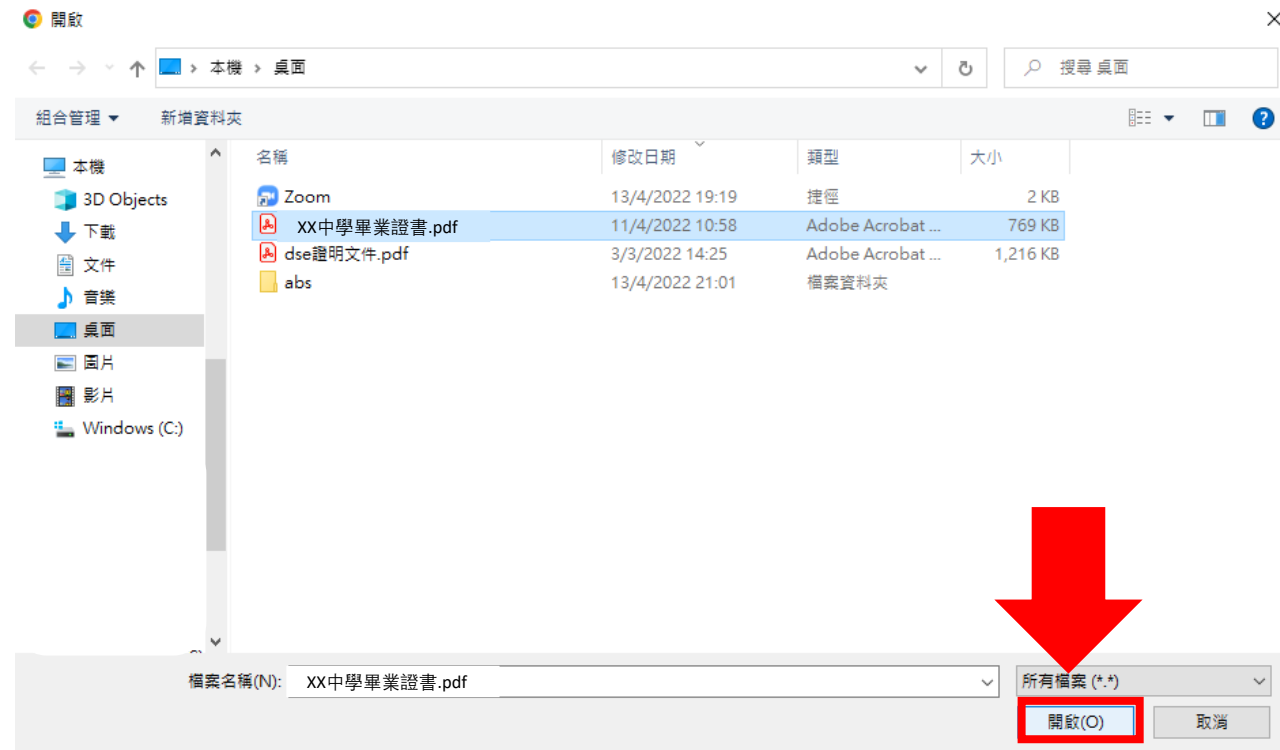 開啟
本機 › 桌面
搜尋 桌面
組合管理 新增資料夾
名稱 修改日期 類型 大小
Zoom 13/4/2022 19:19 捷徑 2 KB
XX中學畢業證書.pdf 11/4/2022 10:58 Adobe Acrobat ... 769 KB
dse證明文件.pdf 3/3/2022 14:25 Adobe Acrobat ... 1,216 KB
abs 13/4/2022 21:01 檔案資料夾
本機
3D Objects
下載
文件
音樂
桌面
圖片
影片
Windows (C:)
檔案名稱(N): XX中學畢業證書.pdf
所有檔案 (*.*)
開啟(O) 取消